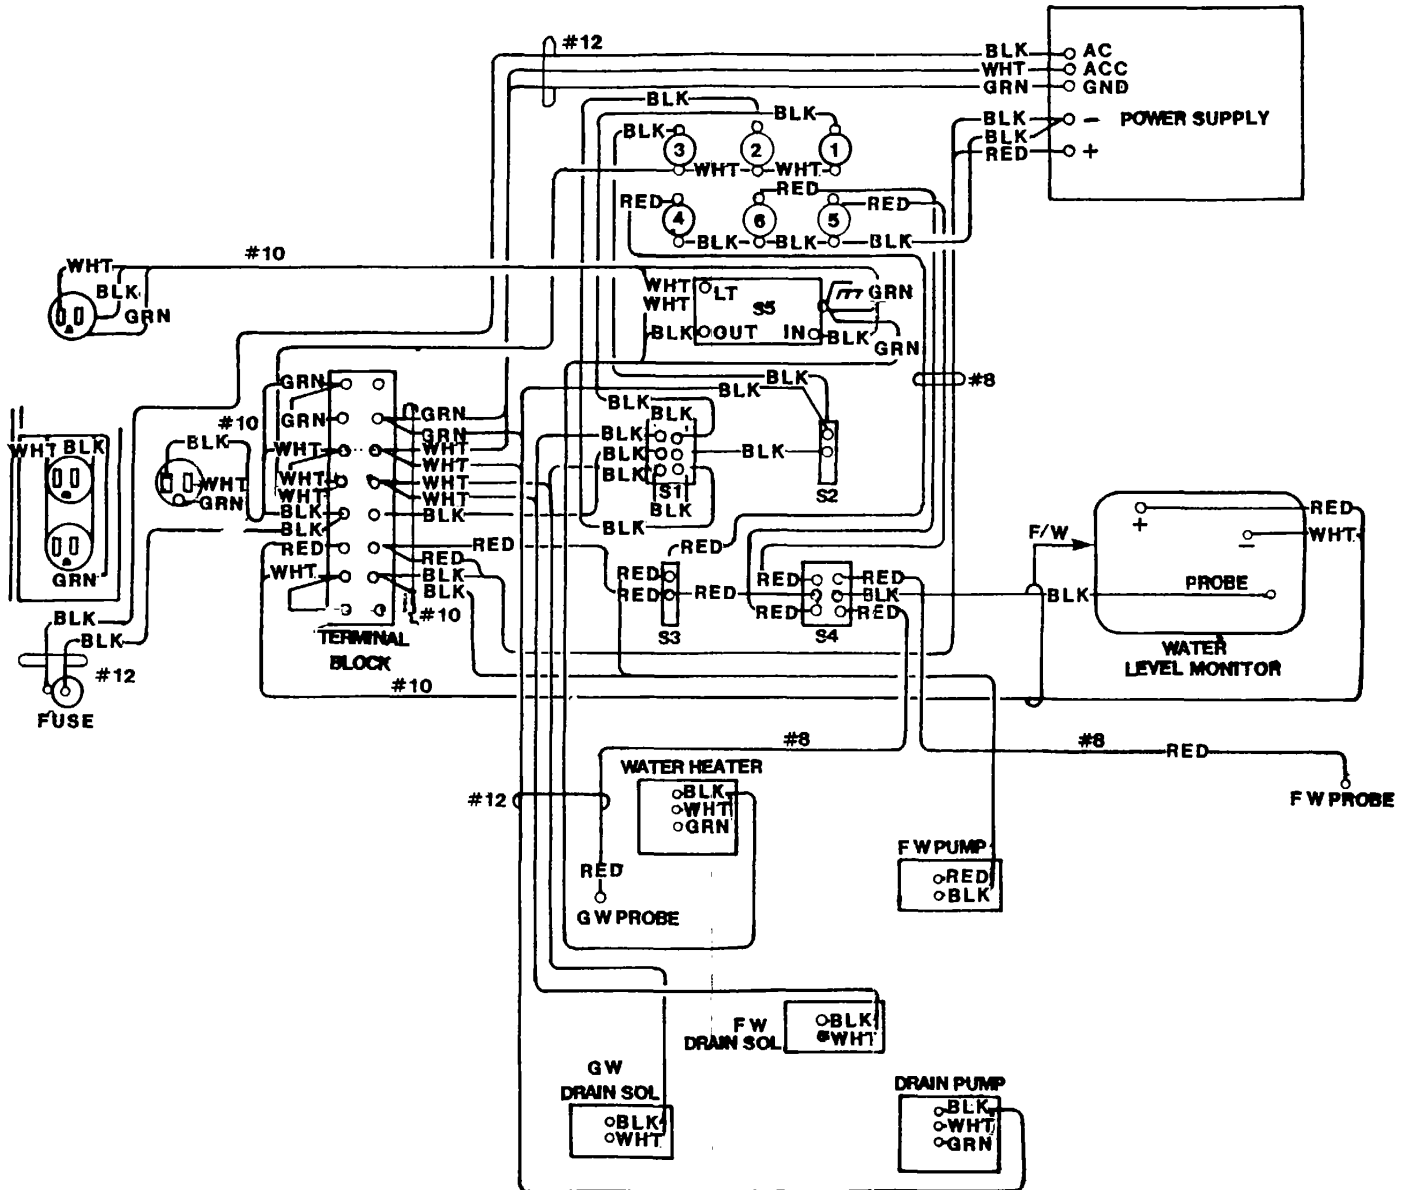 #12
BLK AC
WHT ACC
GRN GND
BLK -
BLK
RED +
POWER SUPPLY
BLK
BLK
BLK
3 2 1
WHT WHT
RED
RED RED
4 6 5
BLK BLK BLK
#10
WHT
BLK
GRN
WHT
WHT
LT
S5
GRN
BLK OUT IN BLK
GRN
#8
BLK
BLK
BLK
BLK
GRN
GRN
#10
GRN
GRN
WHT
WHT
WHT
WHT
BLK
WHT
WHT
WHT
BLK
BLK
RED
WHT
WHT BLK
GRN
BLK
WHT
GRN
BLK
BLK
BLK
BLK
S1
BLK
BLK
S2
RED
RED
BLK
BLK
#10
TERMINAL
BLOCK
RED
RED
RED
RED
S3
RED
RED
RED
BLK
RED
S4
F/W
BLK
+
-
PROBE
RED
WHT
WATER
LEVEL MONITOR
BLK
BLK
#12
FUSE
#10
#8
#8
RED
F W PROBE
WATER HEATER
BLK
WHT
GRN
#12
RED
G W PROBE
F W PUMP
RED
BLK
F W
DRAIN SOL
BLK
WHT
G W
DRAIN SOL
BLK
WHT
DRAIN PUMP
BLK
WHT
GRN